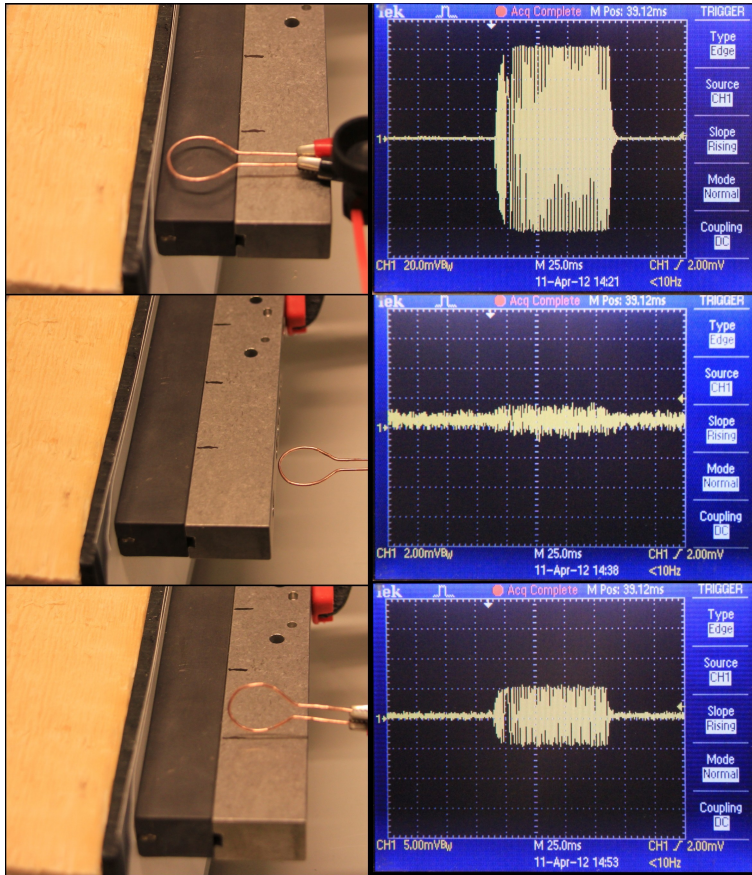 Tek Acq Complete M Pos: 39.12ms TRIGGER
Type
Edge
Source
CH1
Slope
Rising
Mode
Normal
Coupling
DC
1
CH1 20.0mVBw M 25.0ms CH1 2.00mV
11-Apr-12 14:21 <10Hz
Tek Acq Complete M Pos: 39.12ms TRIGGER
Type
Edge
Source
CH1
Slope
Rising
Mode
Normal
Coupling
DC
1
CH1 2.00mVBw M 25.0ms CH1 2.00mV
11-Apr-12 14:38 <10Hz
Tek Acq Complete M Pos: 39.12ms TRIGGER
Type
Edge
Source
CH1
Slope
Rising
Mode
Normal
Coupling
DC
1
CH1 5.00mVBw M 25.0ms CH1 2.00mV
11-Apr-12 14:53 <10Hz